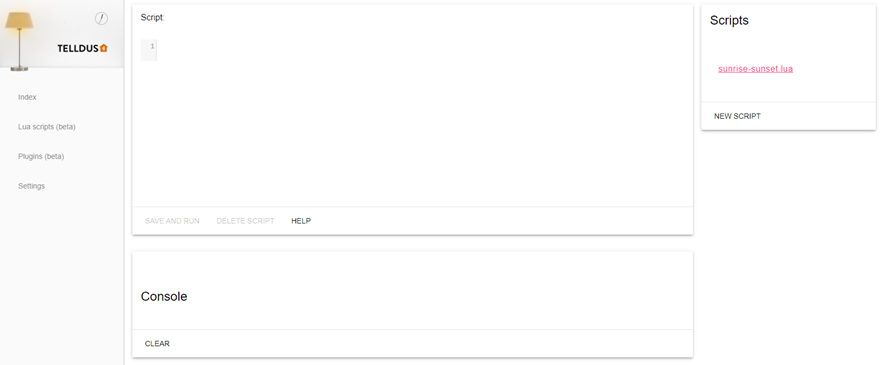 TELLDUS
Index
Lua scripts (beta)
Plugins (beta)
Settings
Script:
1
SAVE AND RUN DELETE SCRIPT HELP
Console
CLEAR
Scripts
sunrise-sunset.lua
NEW SCRIPT